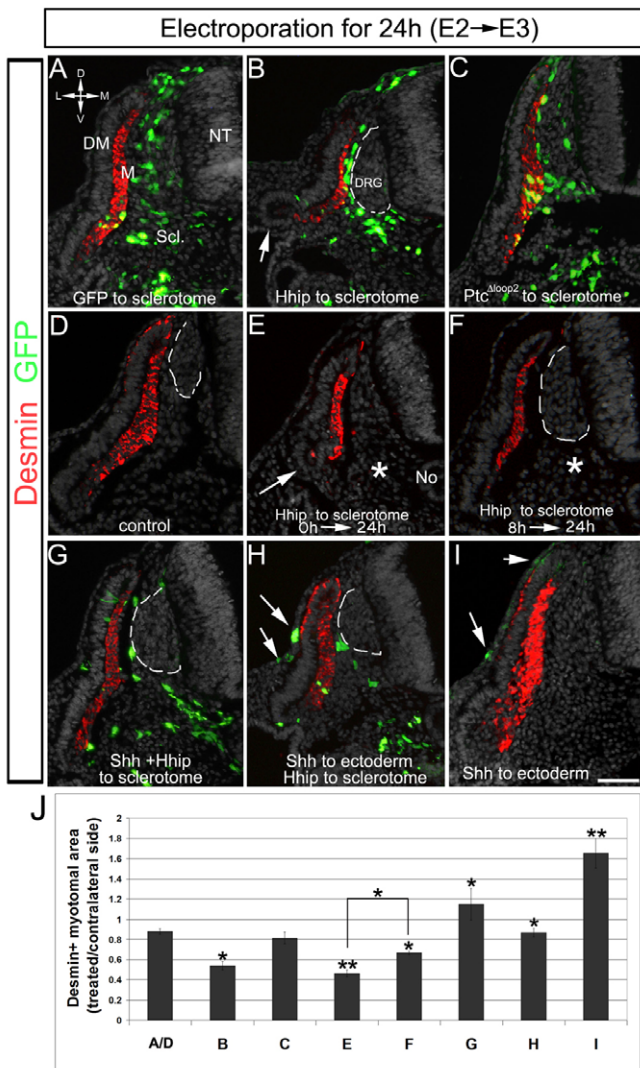 Electroporation for 24h (E2→E3)
Desmin GFP
A
D
L M
V
DM
M
NT
Scl.
GFP to sclerotome
B
DRG
Hhip to sclerotome
C
PtcΔloop2 to sclerotome
D
control
E
*
No
Hhip to sclerotome
0h → 24h
F
*
Hhip to sclerotome
8h → 24h
G
Shh +Hhip
to sclerotome
H
Shh to ectoderm
Hhip to sclerotome
I
Shh to ectoderm
J
Desmin+ myotomal area
(treated/contralateral side)
2
1.8
1.6
1.4
1.2
1
0.8
0.6
0.4
0.2
0
*
**
*
*
*
*
**
A/D B C E F G H I